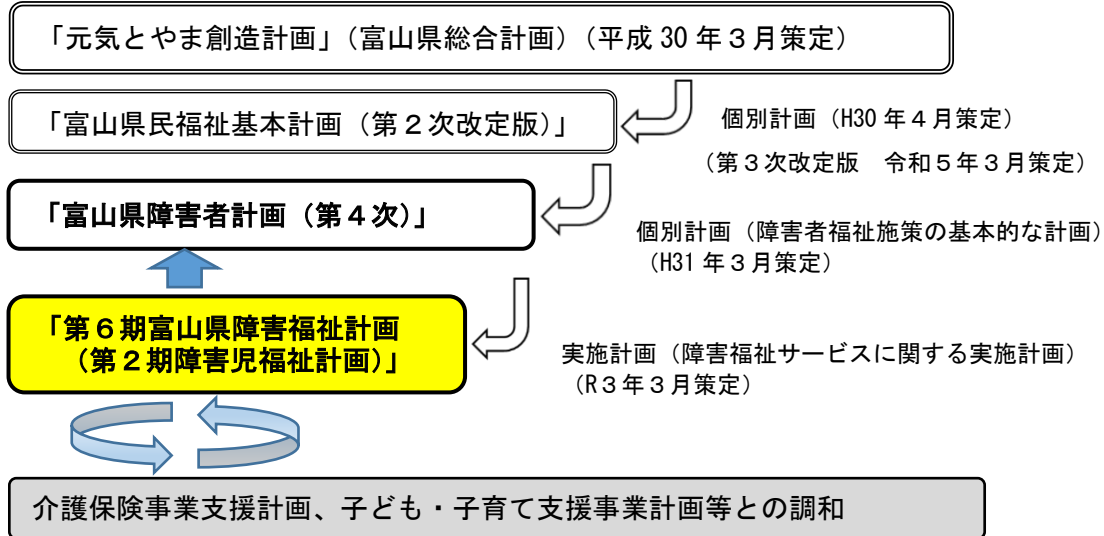 「元気とやま創造計画」（富山県総合計画）（平成 30 年３月策定）
「富山県民福祉基本計画（第２次改定版）」
個別計画（H30 年４月策定）
（第３次改定版　令和５年３月策定）
「富山県障害者計画（第４次）」
個別計画（障害者福祉施策の基本的な計画）
（H31 年３月策定）
「第６期富山県障害福祉計画
（第２期障害児福祉計画）」
実施計画（障害福祉サービスに関する実施計画）
（R３年３月策定）
介護保険事業支援計画、子ども・子育て支援事業計画等との調和